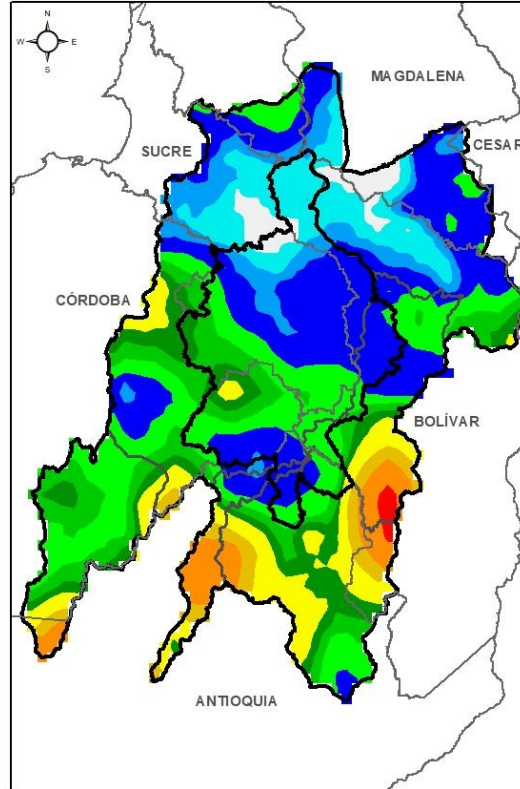 N
W E
S
MAGDALENA
CESAR
SUCRE
CÓRDOBA
BOLÍVAR
ANTIOQUIA